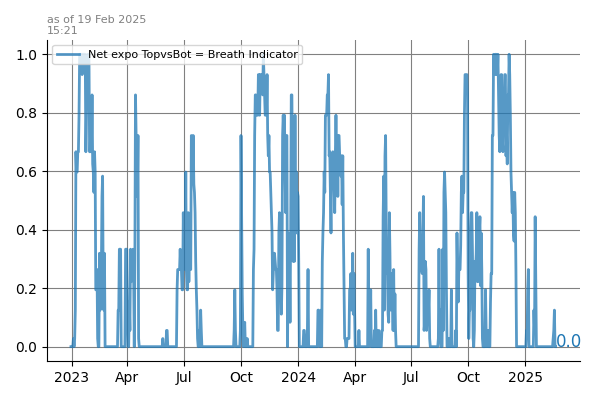 as of 19 Feb 2025
15:21
Net expo TopvsBot = Breath Indicator
1.0
0.8
0.6
0.4
0.2
0.0
0.0
2023 Apr Jul Oct 2024 Apr Jul Oct 2025